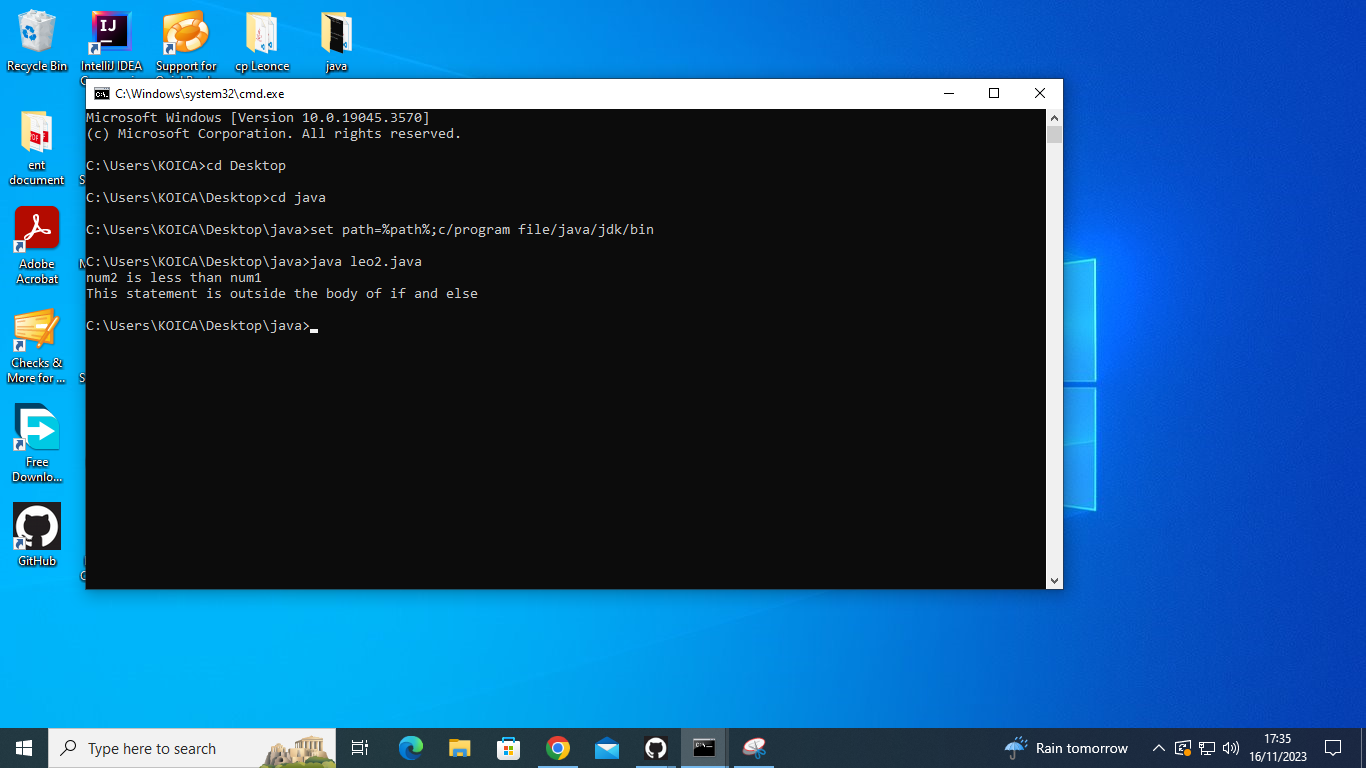 Recycle Bin
IntelliJ IDEA
Support for
cp Leonce
java
ent
document
Adobe
Acrobat
Checks &
More for ...
Free
Downlo...
GitHub
C:\Windows\system32\cmd.exe
Microsoft Windows [Version 10.0.19045.3570]
(c) Microsoft Corporation. All rights reserved.
C:\Users\KOICA>cd Desktop
C:\Users\KOICA\Desktop>cd java
C:\Users\KOICA\Desktop\java>set path=%path%;c/program file/java/jdk/bin
C:\Users\KOICA\Desktop\java>java leo2.java
num2 is less than num1
This statement is outside the body of if and else
C:\Users\KOICA\Desktop\java>
Type here to search
Rain tomorrow
17:35
16/11/2023